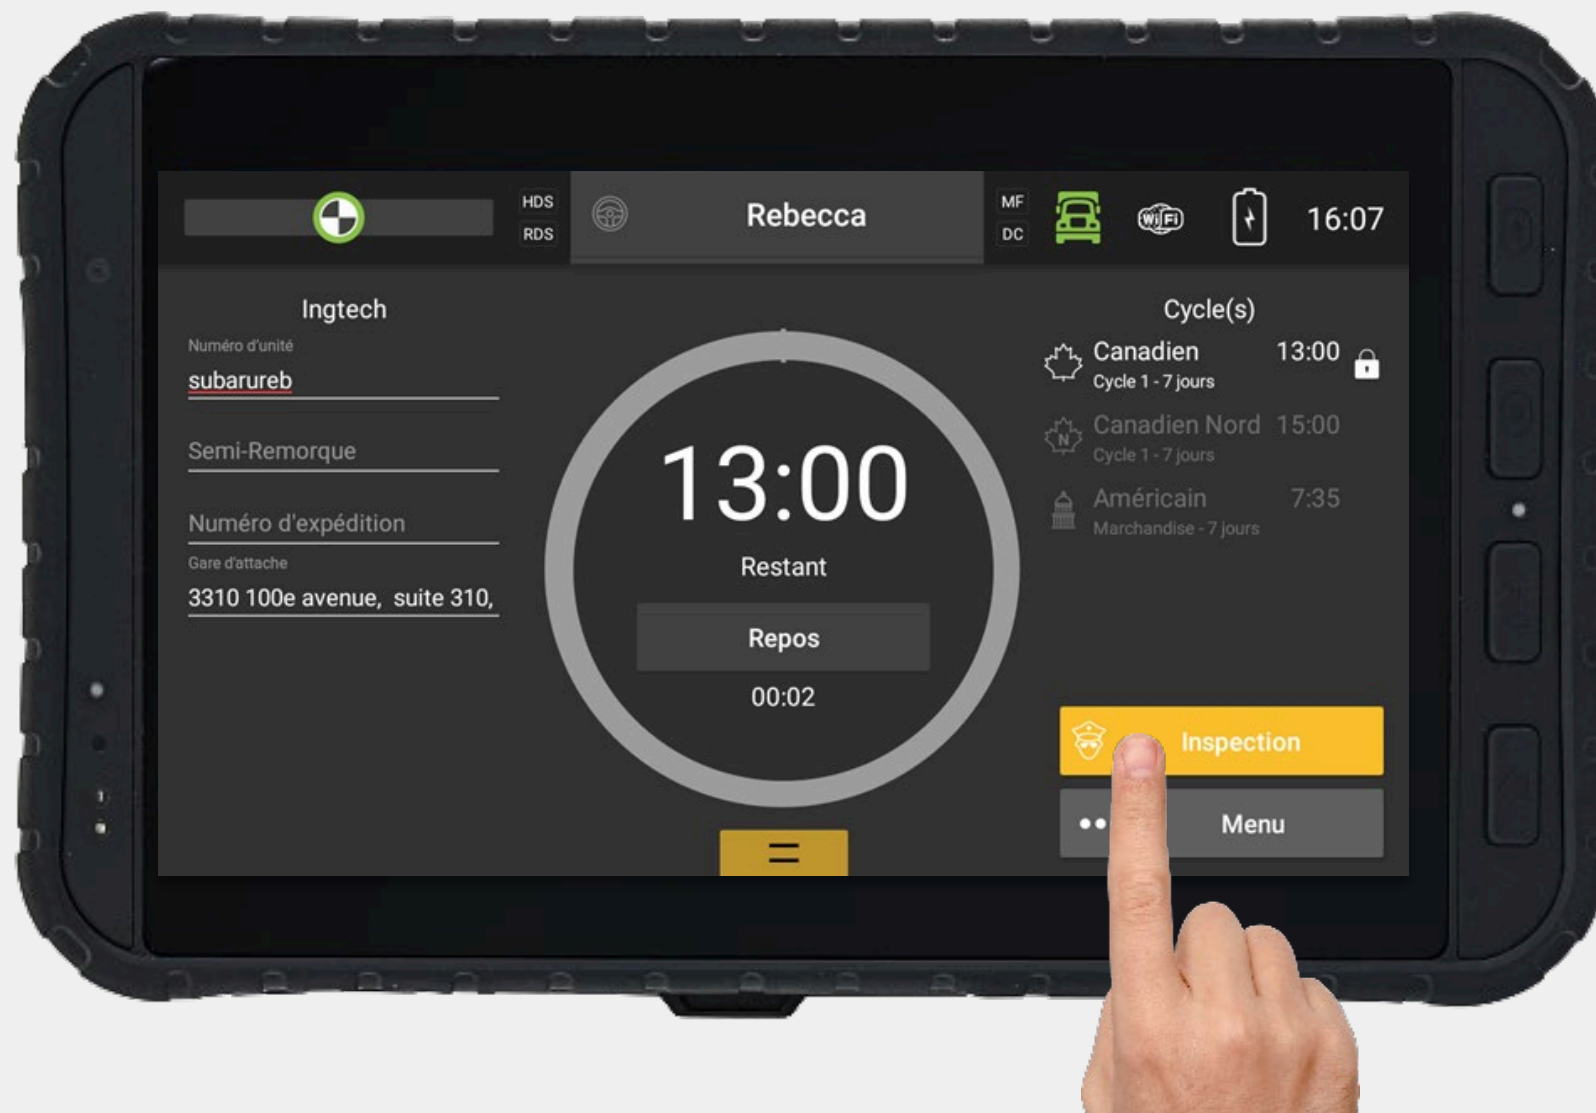 HDS
RDS
Rebecca
MF
DC
WiFi
16:07
Ingtech
Numéro d'unité
subarureb
Semi-Remorque
Numéro d'expédition
Gare d'attache
3310 100e avenue, suite 310,
13:00
Restant
Repos
00:02
Cycle(s)
Canadien 13:00
Cycle 1 - 7 jours
N
Canadien Nord 15:00
Cycle 1 - 7 jours
Américain 7:35
Marchandise - 7 jours
Inspection
Menu